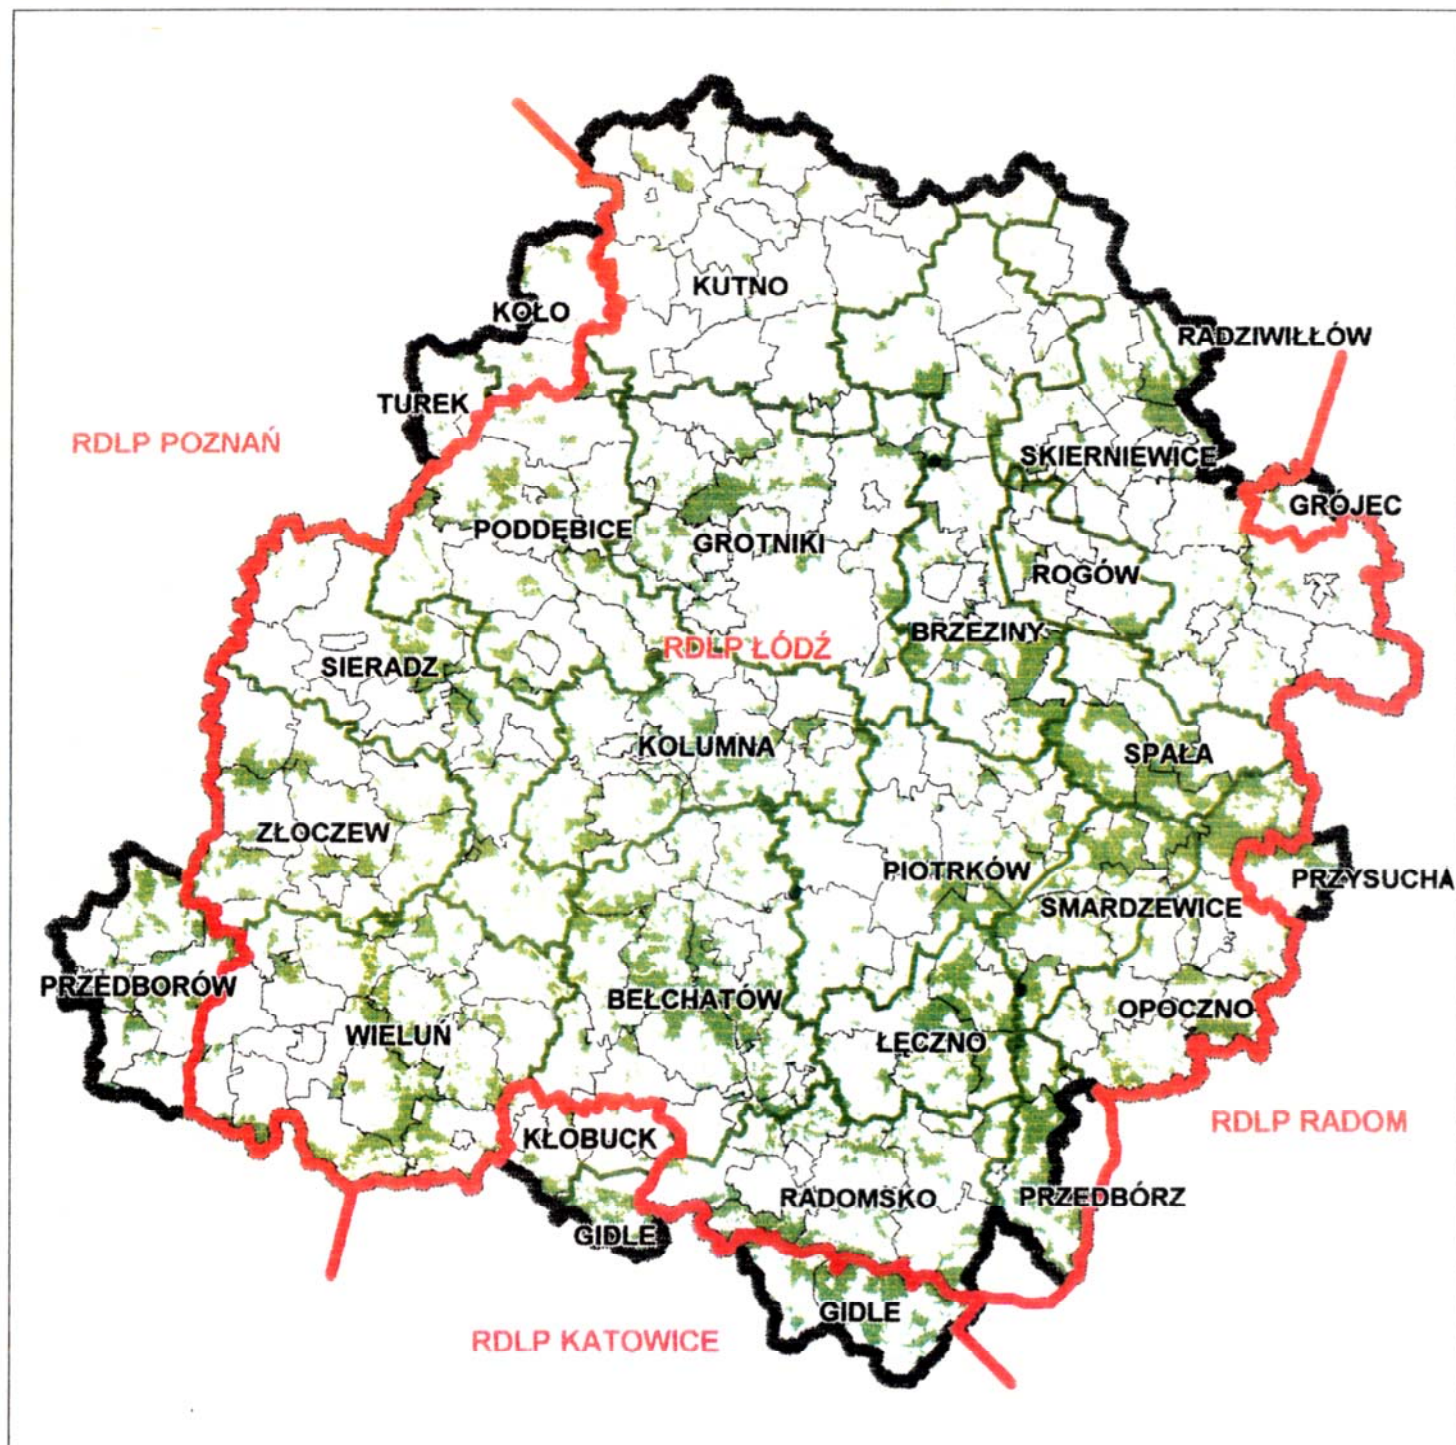 KUTNO
KOŁO
RADZIWIŁŁÓW
TUREK
RDLP POZNAŃ
SKIERNIEWICE
GRÓJEC
PODDĘBICE
GROTNIKI
ROGÓW
BRZEZINY
RDLP ŁÓDŹ
SIERADZ
KOLUMNA
SPAŁA
ZŁOCZEW
PIOTRKÓW
PRZYSUCHA
SMARDZEWICE
PRZEDBORÓW
BEŁCHATÓW
OPOCZNO
WIELUŃ
ŁĘCZNO
RDLP RADOM
KŁOBUCK
RADOMSKO
PRZEDBÓRZ
GIDLE
GIDLE
RDLP KATOWICE